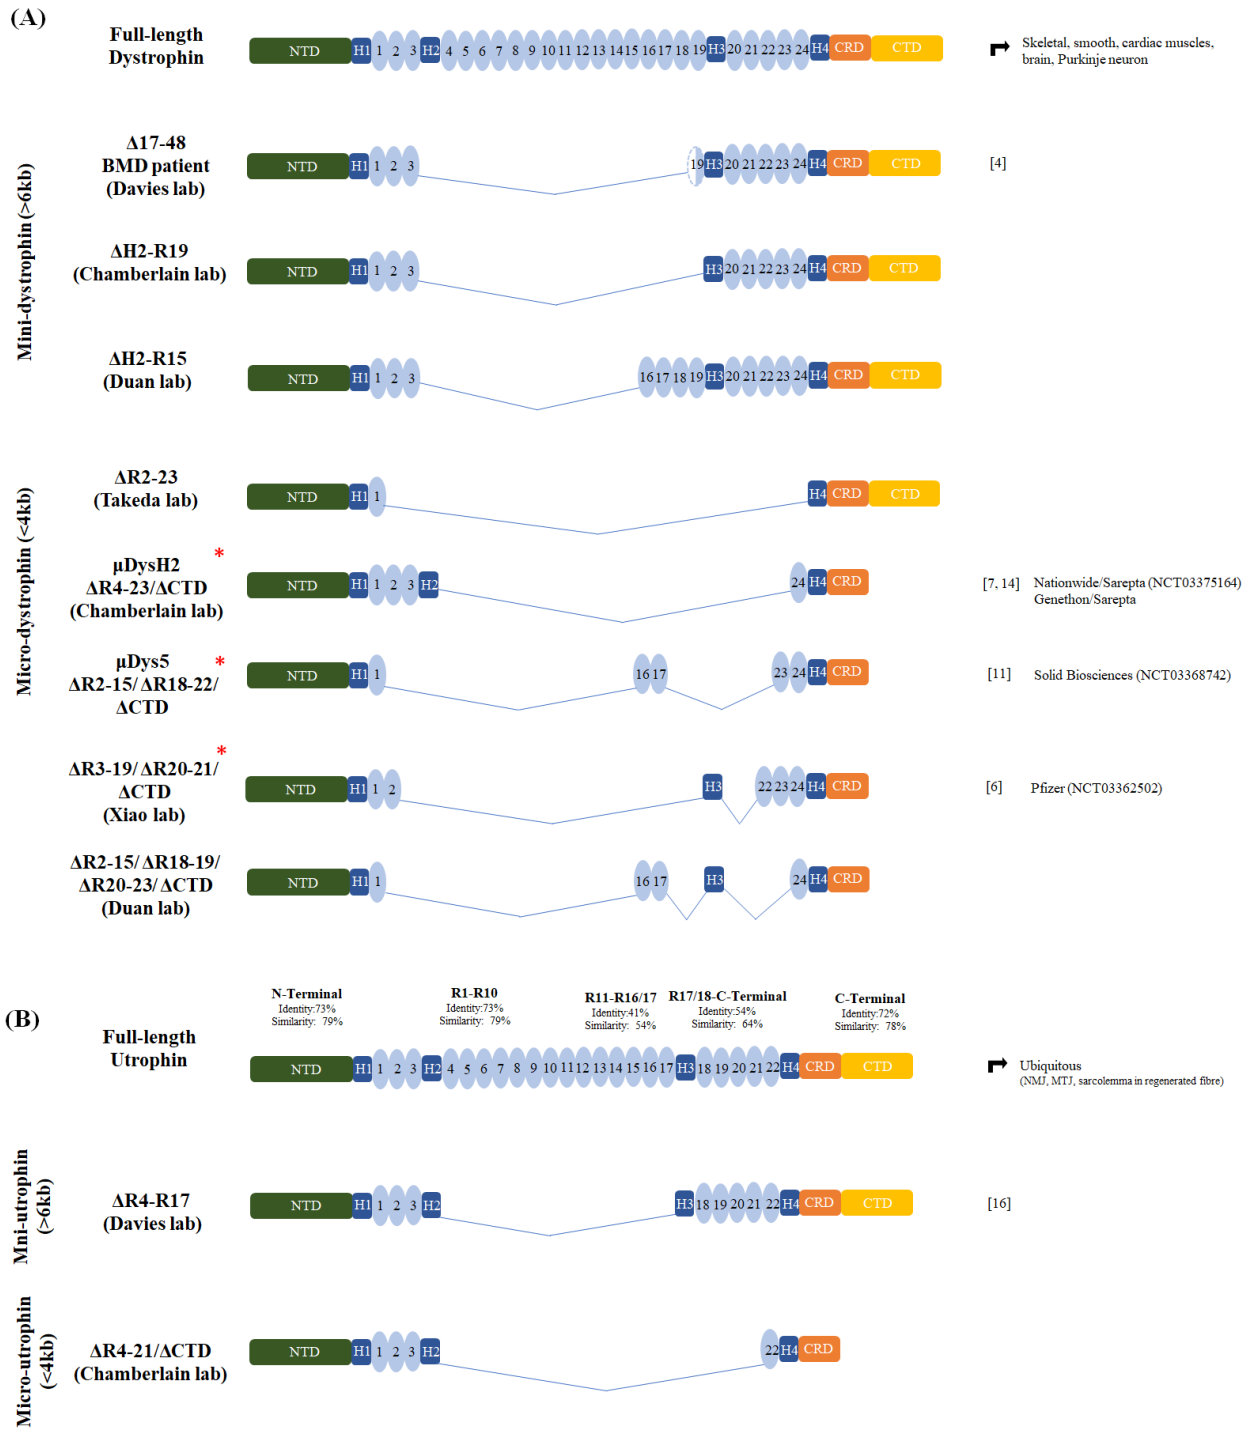 (A)
Full-length
Dystrophin
NTD H1 1 2 3 H2 4 5 6 7 8 9 10 11 12 13 14 15 16 17 18 19 H3 20 21 22 23 24 H4 CRD CTD
Skeletal, smooth, cardiac muscles,
brain, Purkinje neuron
Mini-dystrophin (>6kb)
Δ17-48
BMD patient
(Davies lab)
NTD H1 1 2 3 19 H3 20 21 22 23 24 H4 CRD CTD
[4]
ΔH2-R19
(Chamberlain lab)
NTD H1 1 2 3 H3 20 21 22 23 24 H4 CRD CTD
ΔH2-R15
(Duan lab)
NTD H1 1 2 3 16 17 18 19 H3 20 21 22 23 24 H4 CRD CTD
Micro-dystrophin (<4kb)
ΔR2-23
(Takeda lab)
NTD H1 1 H4 CRD CTD
*
µDysH2
ΔR4-23/ΔCTD
(Chamberlain lab)
NTD H1 1 2 3 H2 24 H4 CRD
[7, 14] Nationwide/Sarepta (NCT03375164)
Genethon/Sarepta
*
µDys5
ΔR2-15/ ΔR18-22/
ΔCTD
NTD H1 1 16 17 23 24 H4 CRD
[11] Solid Biosciences (NCT03368742)
*
ΔR3-19/ ΔR20-21/
ΔCTD
(Xiao lab)
NTD H1 1 2 H3 22 23 24 H4 CRD
[6] Pfizer (NCT03362502)
ΔR2-15/ ΔR18-19/
ΔR20-23/ ΔCTD
(Duan lab)
NTD H1 1 16 17 H3 24 H4 CRD
(B)
N-Terminal
Identity:73%
Similarity: 79%
R1-R10
Identity:73%
Similarity: 79%
R11-R16/17
Identity:41%
Similarity: 54%
R17/18-C-Terminal
Identity:54%
Similarity: 64%
C-Terminal
Identity:72%
Similarity: 78%
Full-length
Utrophin
NTD H1 1 2 3 H2 4 5 6 7 8 9 10 11 12 13 14 15 16 17 H3 18 19 20 21 22 H4 CRD CTD
Ubiquitous
(NMJ, MTJ, sarcolemma in regenerated fibre)
Mni-utrophin
(>6kb)
ΔR4-R17
(Davies lab)
NTD H1 1 2 3 H2 H3 18 19 20 21 22 H4 CRD CTD
[16]
Micro-utrophin
(<4kb)
ΔR4-21/ΔCTD
(Chamberlain lab)
NTD H1 1 2 3 H2 22 H4 CRD